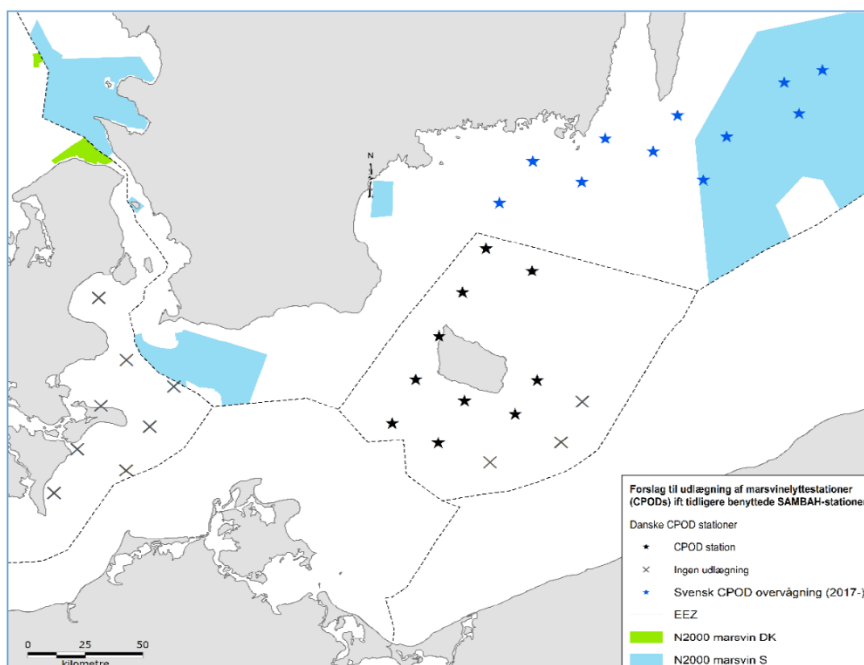 N
Forslag til udlægning af marsvinelyttestationer
(CPODs) ift tidligere benyttede SAMBAH-stationer
Danske CPOD stationer
CPOD station
Ingen udlægning
Svensk CPOD overvågning (2017-)
EEZ
N2000 marsvin DK
N2000 marsvin S
0 25 50
kilometre